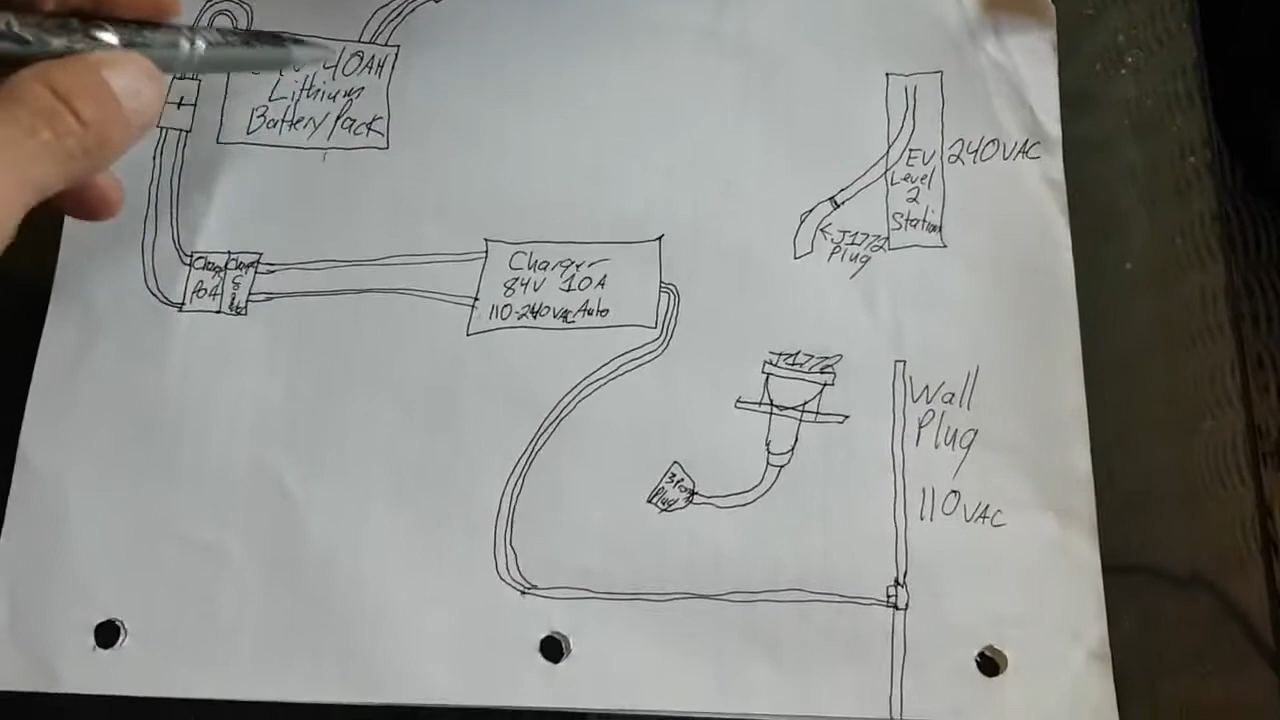 40AH
Lithium
Battery Pack
EV
Level
2
Station
240VAC
J1772
Plug
Charger
84V 10A
110-240VAC Auto
J1772
Wall
Plug
110VAC
Plug